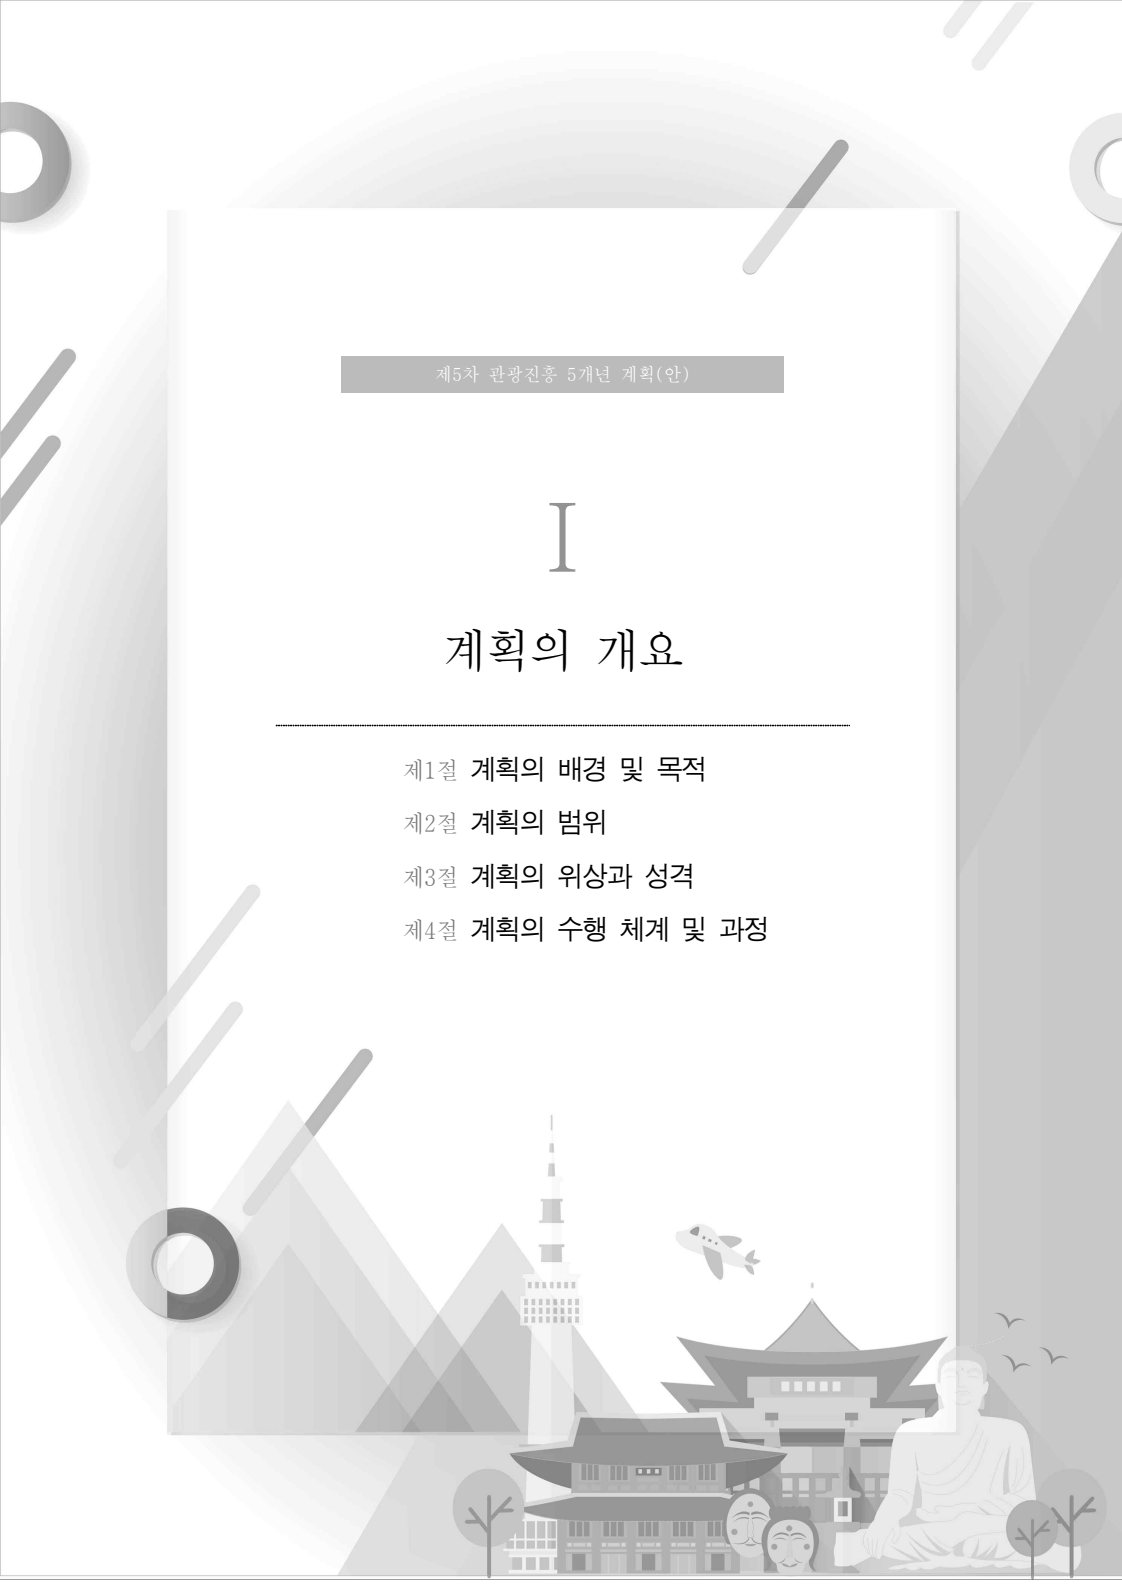 제5차 관광진흥 5개년 계획(안)
I
계획의 개요
제1절 계획의 배경 및 목적
제2절 계획의 범위
제3절 계획의 위상과 성격
제4절 계획의 수행 체계 및 과정